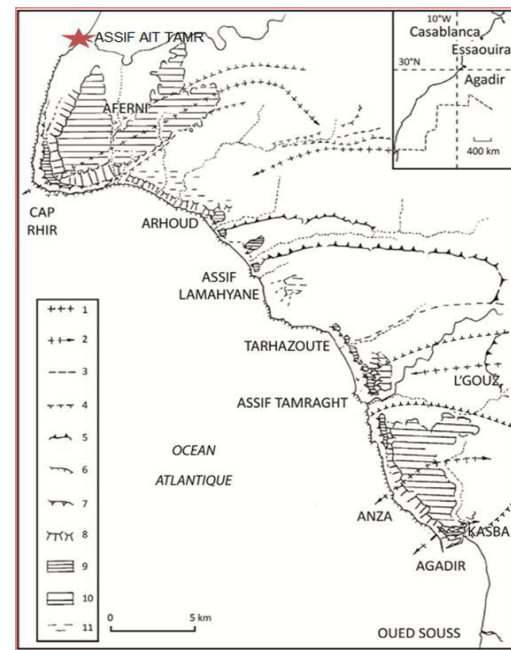 ASSIF AIT TAMR
10°W
Casablanca
Essaouira
30°N
Agadir
400 km
AFERNI
CAP
RHIR
ARHOUD
ASSIF
LAMAHYANE
TARHAZOUTE
L'GOUZ
ASSIF TAMRAGHT
OCEAN
ATLANTIQUE
ANZA
KASBA
AGADIR
OUED SOUSS
1
2
3
4
5
6
7
8
9
10
11
0
5 km